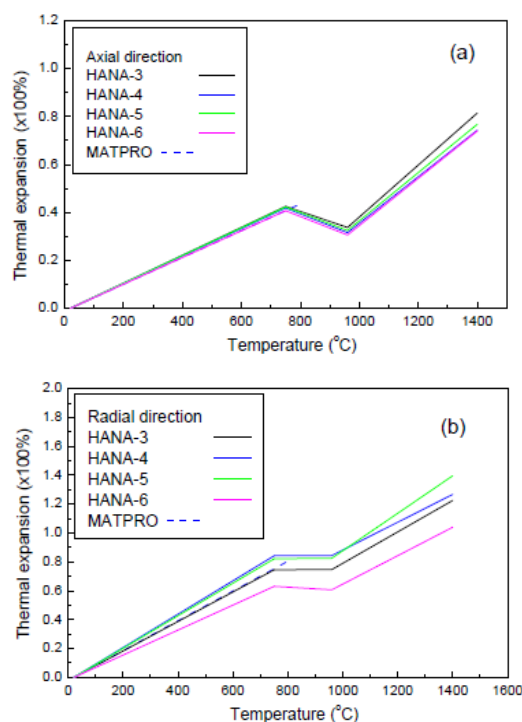 1.2
1.0
0.8
0.6
0.4
0.2
0.0
Thermal expansion (x100%)
Axial direction
HANA-3
HANA-4
HANA-5
HANA-6
MATPRO
(a)
0 200 400 600 800 1000 1200 1400
Temperature (°C)
2.0
1.8
1.6
1.4
1.2
1.0
0.8
0.6
0.4
0.2
0.0
Thermal expansion (x100%)
Radial direction
HANA-3
HANA-4
HANA-5
HANA-6
MATPRO
(b)
0 200 400 600 800 1000 1200 1400 1600
Temperature (°C)